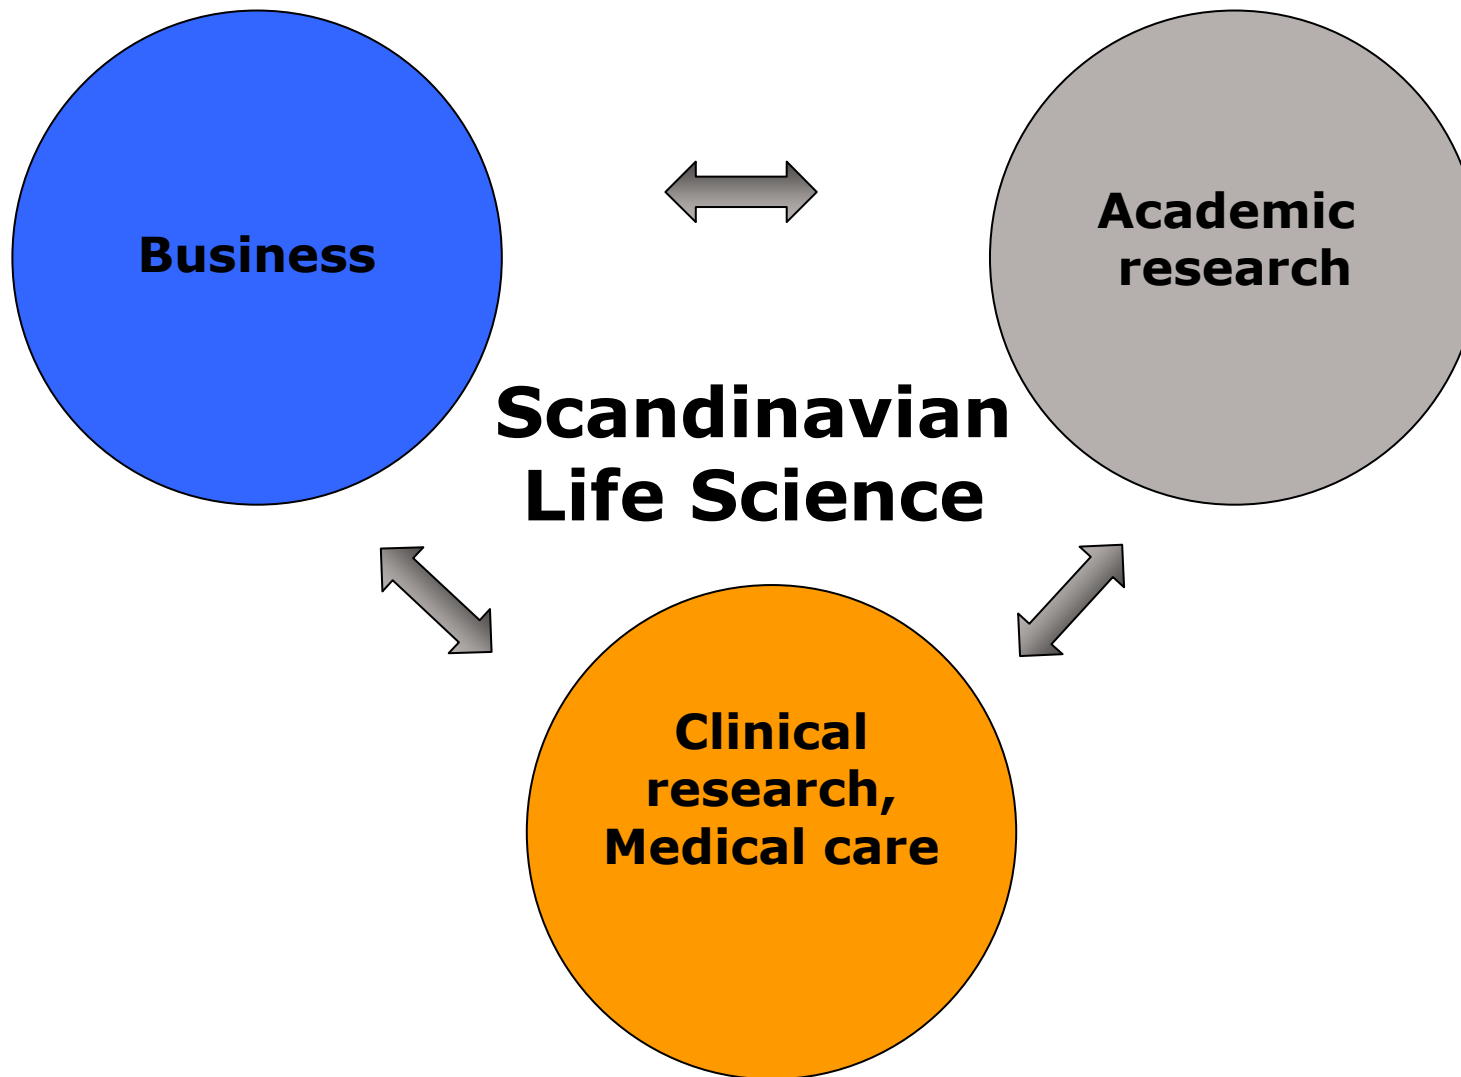 Business
Academic
research
Scandinavian
Life Science
Clinical
research,
Medical care